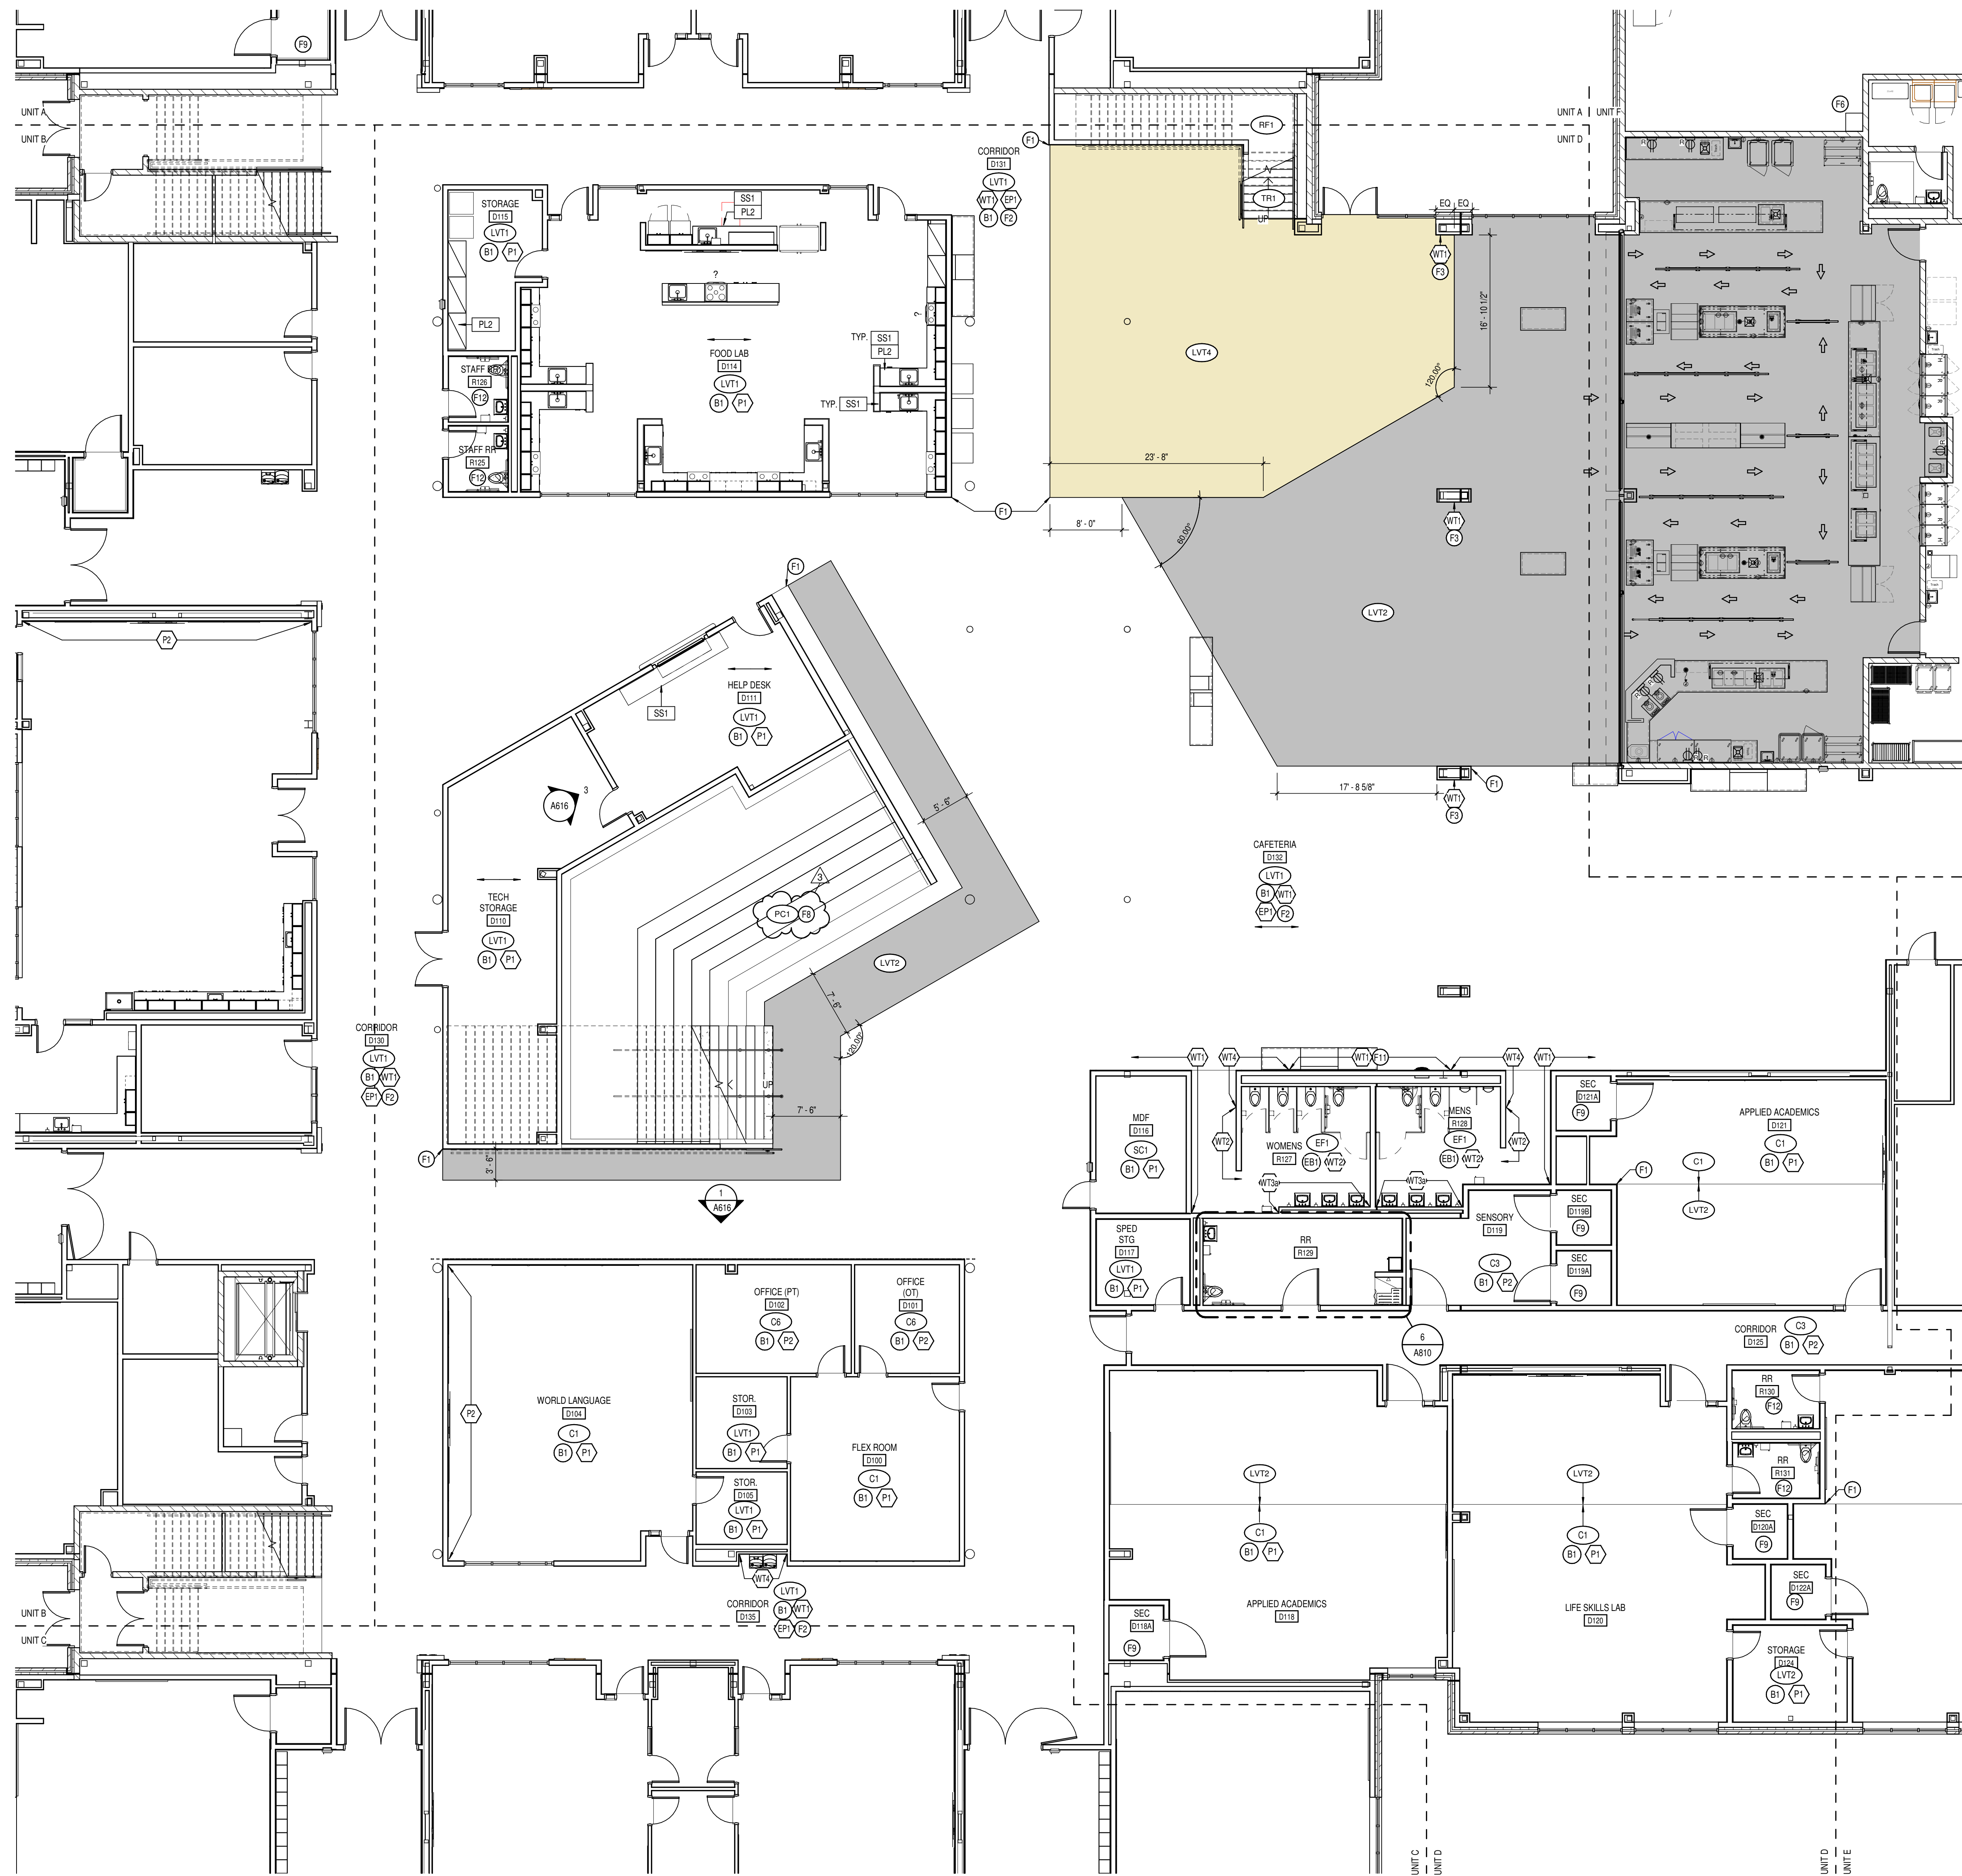 F9
UNIT A
UNIT B
CORRIDOR
D131
LVT1
WT1
EP1
B1
F2
F1
RF1
TR1
UP
UNIT A
UNIT F
UNIT D
F6
EQ
EQ
WT1
F3
STORAGE
D115
LVT1
B1
P1
SS1
PL2
?
PL2
FOOD LAB
D114
LVT1
B1
P1
TYP.
SS1
PL2
?
TYP.
SS1
STAFF RR
R126
F12
STAFF RR
R125
F12
LVT4
16' - 10 1/2"
120.00°
23' - 8"
8' - 0"
F1
60.00°
WT1
F3
LVT2
17' - 8 5/8"
WT1
F3
F1
P2
F1
HELP DESK
D111
LVT1
B1
P1
SS1
3
A616
5' - 6"
TECH
STORAGE
D110
LVT1
B1
P1
3
PC1
F8
LVT2
7' - 6"
120.00°
UP
7' - 6"
F1
3' - 6"
1
A616
CAFETERIA
D132
LVT1
B1
WT1
EP1
F2
CORRIDOR
D130
LVT1
B1
WT1
EP1
F2
WT1
WT4
WT1
F11
WT4
WT1
MDF
D116
SC1
B1
P1
WT2
WOMENS
R127
EF1
EB1
WT2
MENS
R128
EF1
EB1
WT2
WT2
WT3a
WT3a
SEC
D121A
F9
APPLIED ACADEMICS
D121
C1
B1
P1
F1
C1
LVT2
SPED
STG
D117
LVT1
B1
P1
RR
R129
SENSORY
D119
C3
B1
P2
SEC
D119B
F9
SEC
D119A
F9
6
A810
CORRIDOR
D125
C3
B1
P2
OFFICE (PT)
D102
C6
B1
P2
OFFICE
(OT)
D101
C6
B1
P2
WORLD LANGUAGE
D104
C1
B1
P1
P2
STOR.
D103
LVT1
B1
P1
STOR.
D105
LVT1
B1
P1
FLEX ROOM
D100
C1
B1
P1
WT4
CORRIDOR
D135
LVT1
B1
WT1
EP1
F2
LVT2
C1
B1
P1
APPLIED ACADEMICS
D118
SEC
D118A
F9
LVT2
C1
B1
P1
LIFE SKILLS LAB
D120
RR
R130
F12
RR
R131
F12
F1
SEC
D120A
F9
SEC
D122A
F9
STORAGE
D124
LVT2
B1
P1
UNIT B
UNIT C
UNIT C
UNIT D
UNIT D
UNIT E